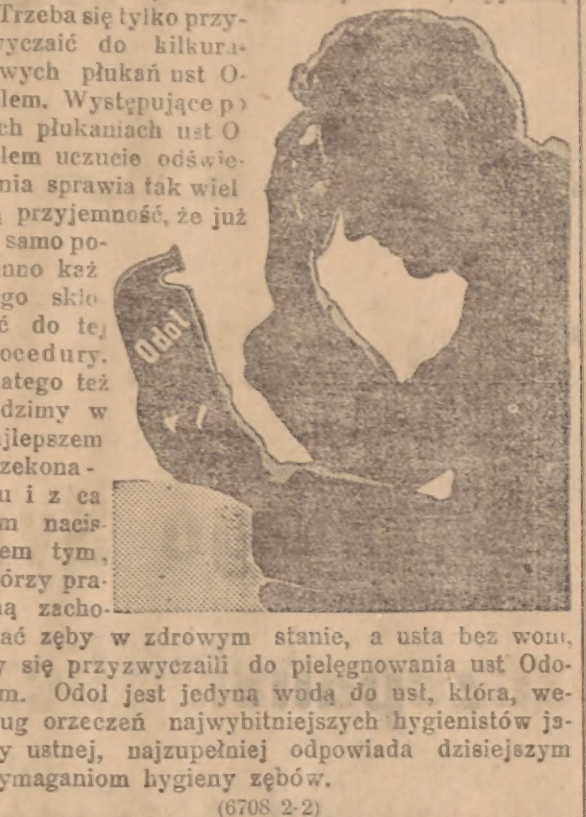 Trzeba się tylko przy-
yczaić do kilkura-
wych płukań ust O-
lem. Występujące po
ch płukaniach ust O
lem uczucie odświe-
nia sprawia tak wiel
ą przyjemność, że już
samo po-
nno każ
go skło
ć do tej
ocedury.
latego też
dzimy w
jlepszem
zekona-
u i z ca
m nacis-
em tym,
órzy pra-
ną zacho-
Odol
ać zęby w zdrowym stanie, a usta bez woni,
y się przyzwyczaili do pielęgnowania ust Odo-
m. Odol jest jedyną wodą do ust, która, we-
ug orzeczeń najwybitniejszych hygienistów ja-
y ustnej, najzupełniej odpowiada dzisiejszym
ymaganiom hygieny zębów.
(6708 2-2)